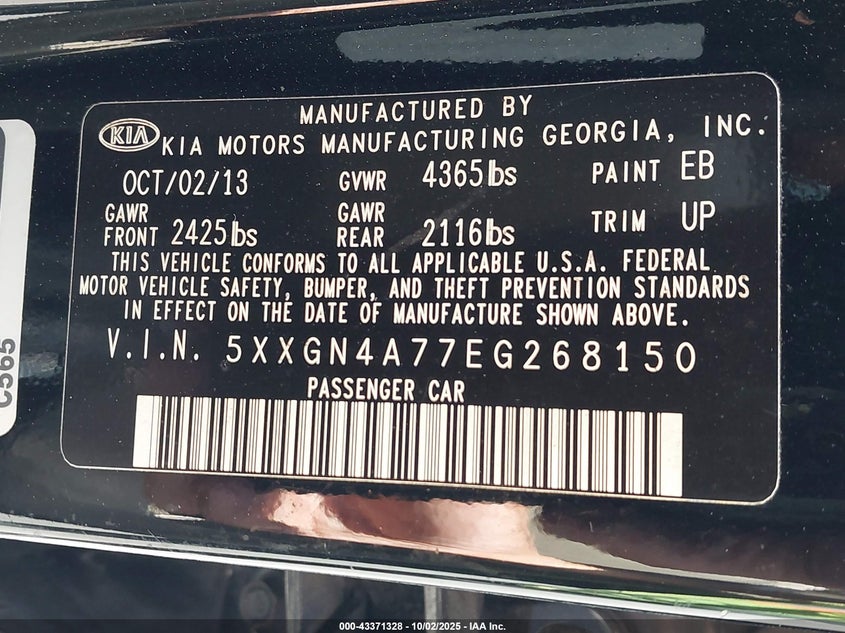 MANUFACTURED BY
KIA KIA MOTORS MANUFACTURING GEORGIA, INC.
OCT/02/13 GVWR 4365lbs PAINT EB
GAWR FRONT 2425lbs GAWR REAR 2116lbs TRIM UP
THIS VEHICLE CONFORMS TO ALL APPLICABLE U.S.A. FEDERAL
MOTOR VEHICLE SAFETY, BUMPER, AND THEFT PREVENTION STANDARDS
IN EFFECT ON THE DATE OF MANUFACTURE SHOWN ABOVE.
V.I.N. 5XXGN4A77EG268150
PASSENGER CAR
C565
000-43371328 - 10/02/2025 - IAA Inc.